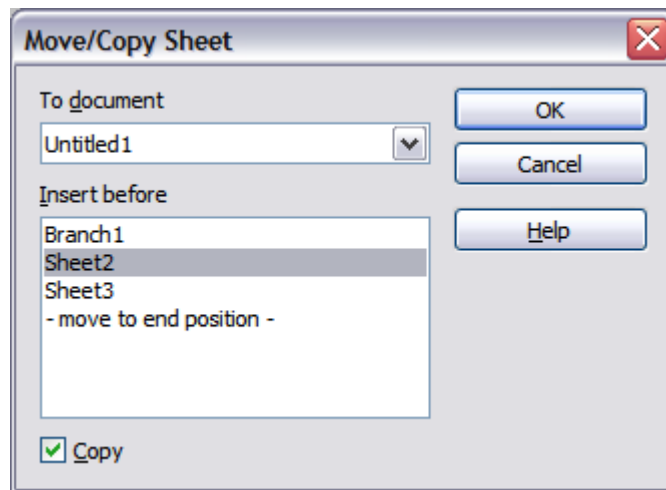 Move/Copy Sheet
To document
Untitled1
Insert before
Branch1
Sheet2
Sheet3
- move to end position -
Copy
OK
Cancel
Help